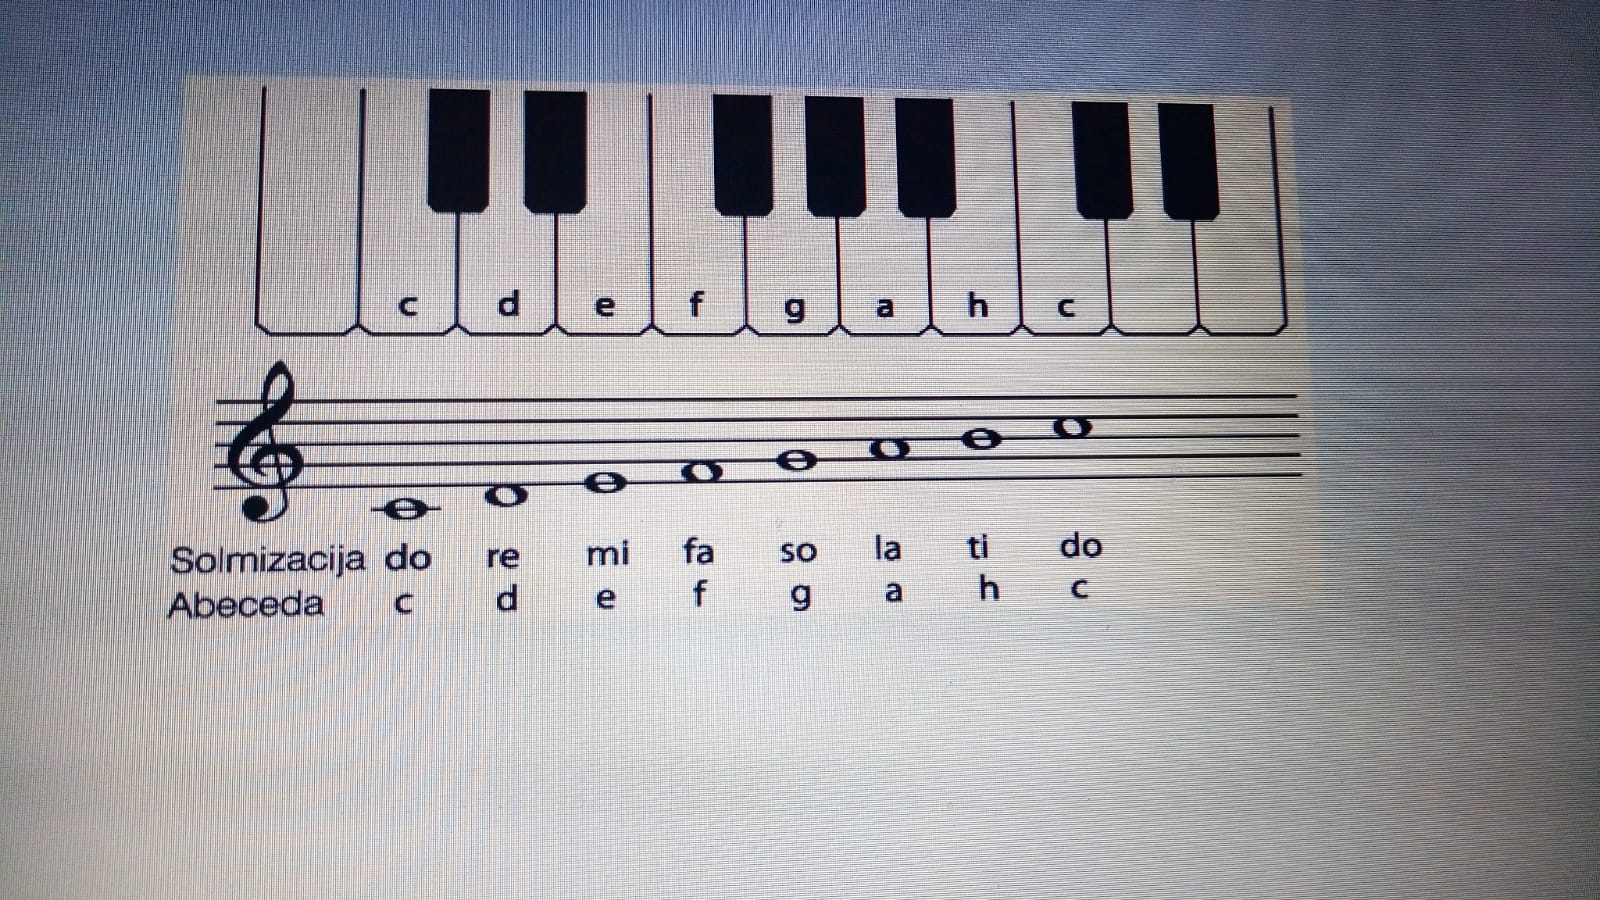 c d e f g a h c
Solmizacija do re mi fa so la ti do
Abeceda c d e f g a h c